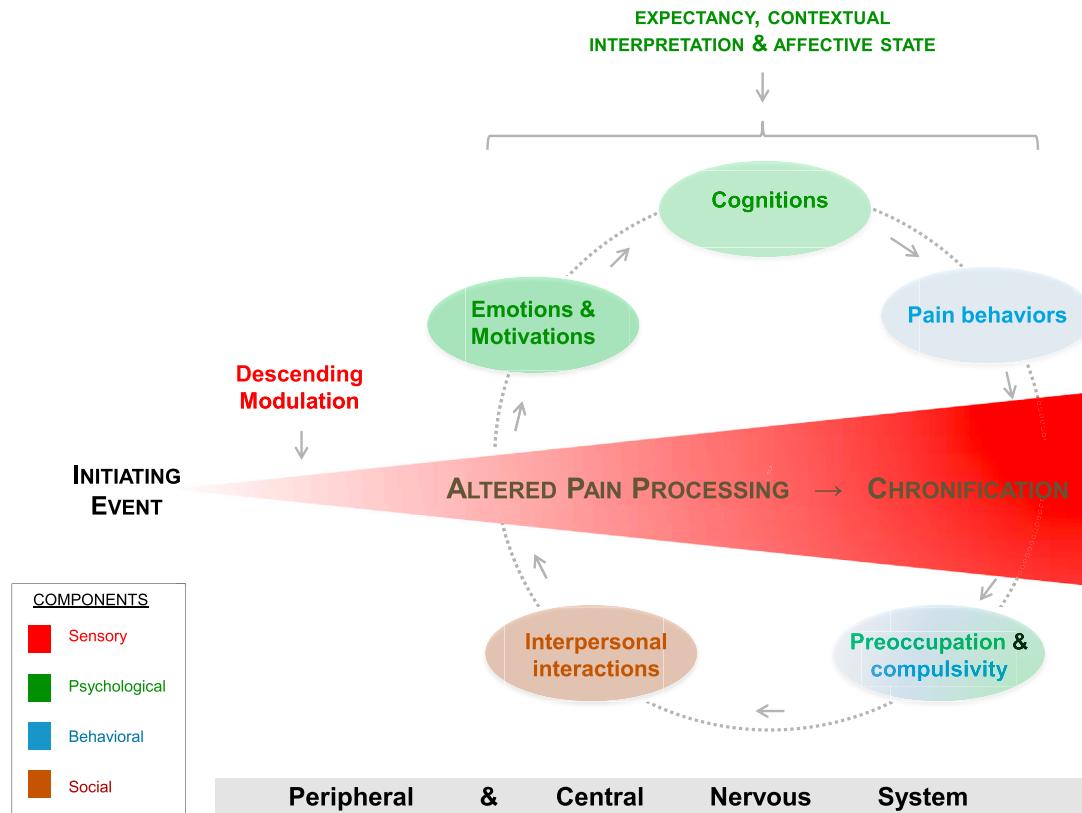 EXPECTANCY, CONTEXTUAL
INTERPRETATION & AFFECTIVE STATE
Cognitions
Emotions &
Motivations
Pain behaviors
Descending
Modulation
INITIATING
EVENT
ALTERED PAIN PROCESSING → CHRONIFICATION
Interpersonal
interactions
Preoccupation &
compulsivity
COMPONENTS
Sensory
Psychological
Behavioral
Social
Peripheral & Central Nervous System